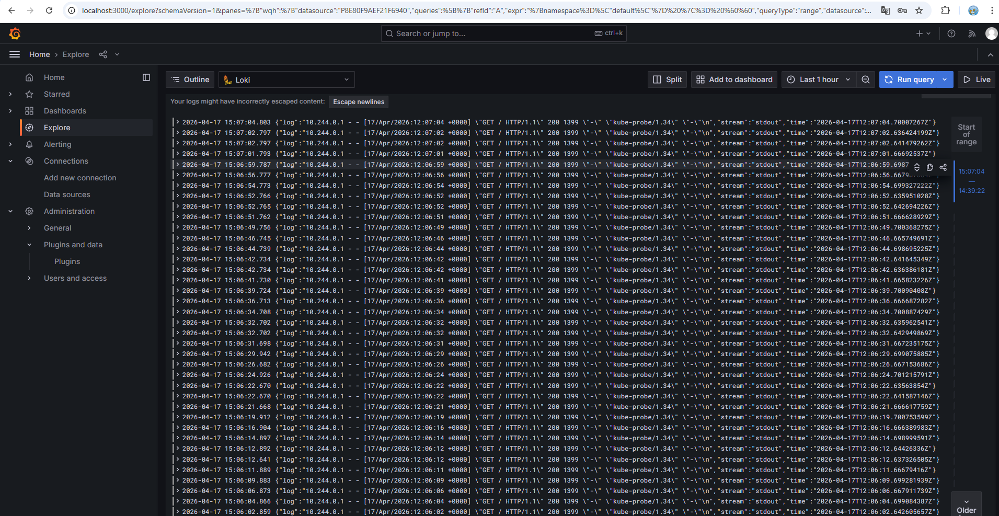 localhost:3000/explore?schemaVersion=1&panes=%7B"wqh":%7B"datasource":"P8E80F9AEF21F6940","queries":%5B%7B"refId":"A","expr":"%7Bnamespace%3D%5C"default%5C"%7D%20%7C%3D%20%60%60","queryType":"range","datasource":...
Search or jump to...
ctrl+k
Home › Explore
Home
Starred
Dashboards
Explore
Alerting
Connections
Add new connection
Data sources
Administration
General
Plugins and data
Plugins
Users and access
Outline
Loki
Split
Add to dashboard
Last 1 hour
Run query
Live
Your logs might have incorrectly escaped content:
Escape newlines
2026-04-17 15:07:04.803 {"log":"10.244.0.1 - - [17/Apr/2026:12:07:04 +0000] \"GET / HTTP/1.1\" 200 1399 \"-\" \"kube-probe/1.34\" \"-\"\n","stream":"stdout","time":"2026-04-17T12:07:04.70007267Z"}
2026-04-17 15:07:02.797 {"log":"10.244.0.1 - - [17/Apr/2026:12:07:02 +0000] \"GET / HTTP/1.1\" 200 1399 \"-\" \"kube-probe/1.34\" \"-\"\n","stream":"stdout","time":"2026-04-17T12:07:02.636424199Z"}
2026-04-17 15:07:02.797 {"log":"10.244.0.1 - - [17/Apr/2026:12:07:02 +0000] \"GET / HTTP/1.1\" 200 1399 \"-\" \"kube-probe/1.34\" \"-\"\n","stream":"stdout","time":"2026-04-17T12:07:02.641479262Z"}
2026-04-17 15:07:01.793 {"log":"10.244.0.1 - - [17/Apr/2026:12:07:01 +0000] \"GET / HTTP/1.1\" 200 1399 \"-\" \"kube-probe/1.34\" \"-\"\n","stream":"stdout","time":"2026-04-17T12:07:01.66692537Z"}
2026-04-17 15:06:59.787 {"log":"10.244.0.1 - - [17/Apr/2026:12:06:59 +0000] \"GET / HTTP/1.1\" 200 1399 \"-\" \"kube-probe/1.34\" \"-\"\n","stream":"stdout","time":"2026-04-17T12:06:59.6987
2026-04-17 15:06:56.777 {"log":"10.244.0.1 - - [17/Apr/2026:12:06:56 +0000] \"GET / HTTP/1.1\" 200 1399 \"-\" \"kube-probe/1.34\" \"-\"\n","stream":"stdout","time":"2026-04-17T12:06:56.6679
2026-04-17 15:06:54.773 {"log":"10.244.0.1 - - [17/Apr/2026:12:06:54 +0000] \"GET / HTTP/1.1\" 200 1399 \"-\" \"kube-probe/1.34\" \"-\"\n","stream":"stdout","time":"2026-04-17T12:06:54.699327222Z"}
2026-04-17 15:06:52.766 {"log":"10.244.0.1 - - [17/Apr/2026:12:06:52 +0000] \"GET / HTTP/1.1\" 200 1399 \"-\" \"kube-probe/1.34\" \"-\"\n","stream":"stdout","time":"2026-04-17T12:06:52.635951028Z"}
2026-04-17 15:06:52.765 {"log":"10.244.0.1 - - [17/Apr/2026:12:06:52 +0000] \"GET / HTTP/1.1\" 200 1399 \"-\" \"kube-probe/1.34\" \"-\"\n","stream":"stdout","time":"2026-04-17T12:06:52.642694226Z"}
2026-04-17 15:06:51.762 {"log":"10.244.0.1 - - [17/Apr/2026:12:06:51 +0000] \"GET / HTTP/1.1\" 200 1399 \"-\" \"kube-probe/1.34\" \"-\"\n","stream":"stdout","time":"2026-04-17T12:06:51.666628929Z"}
2026-04-17 15:06:49.756 {"log":"10.244.0.1 - - [17/Apr/2026:12:06:49 +0000] \"GET / HTTP/1.1\" 200 1399 \"-\" \"kube-probe/1.34\" \"-\"\n","stream":"stdout","time":"2026-04-17T12:06:49.700368275Z"}
2026-04-17 15:06:46.745 {"log":"10.244.0.1 - - [17/Apr/2026:12:06:46 +0000] \"GET / HTTP/1.1\" 200 1399 \"-\" \"kube-probe/1.34\" \"-\"\n","stream":"stdout","time":"2026-04-17T12:06:46.665749691Z"}
2026-04-17 15:06:44.739 {"log":"10.244.0.1 - - [17/Apr/2026:12:06:44 +0000] \"GET / HTTP/1.1\" 200 1399 \"-\" \"kube-probe/1.34\" \"-\"\n","stream":"stdout","time":"2026-04-17T12:06:44.698695225Z"}
2026-04-17 15:06:42.734 {"log":"10.244.0.1 - - [17/Apr/2026:12:06:42 +0000] \"GET / HTTP/1.1\" 200 1399 \"-\" \"kube-probe/1.34\" \"-\"\n","stream":"stdout","time":"2026-04-17T12:06:42.641645349Z"}
2026-04-17 15:06:42.734 {"log":"10.244.0.1 - - [17/Apr/2026:12:06:42 +0000] \"GET / HTTP/1.1\" 200 1399 \"-\" \"kube-probe/1.34\" \"-\"\n","stream":"stdout","time":"2026-04-17T12:06:42.636386181Z"}
2026-04-17 15:06:41.730 {"log":"10.244.0.1 - - [17/Apr/2026:12:06:41 +0000] \"GET / HTTP/1.1\" 200 1399 \"-\" \"kube-probe/1.34\" \"-\"\n","stream":"stdout","time":"2026-04-17T12:06:41.665823226Z"}
2026-04-17 15:06:39.724 {"log":"10.244.0.1 - - [17/Apr/2026:12:06:39 +0000] \"GET / HTTP/1.1\" 200 1399 \"-\" \"kube-probe/1.34\" \"-\"\n","stream":"stdout","time":"2026-04-17T12:06:39.70090408Z"}
2026-04-17 15:06:36.713 {"log":"10.244.0.1 - - [17/Apr/2026:12:06:36 +0000] \"GET / HTTP/1.1\" 200 1399 \"-\" \"kube-probe/1.34\" \"-\"\n","stream":"stdout","time":"2026-04-17T12:06:36.666687282Z"}
2026-04-17 15:06:34.708 {"log":"10.244.0.1 - - [17/Apr/2026:12:06:34 +0000] \"GET / HTTP/1.1\" 200 1399 \"-\" \"kube-probe/1.34\" \"-\"\n","stream":"stdout","time":"2026-04-17T12:06:34.700887429Z"}
2026-04-17 15:06:32.702 {"log":"10.244.0.1 - - [17/Apr/2026:12:06:32 +0000] \"GET / HTTP/1.1\" 200 1399 \"-\" \"kube-probe/1.34\" \"-\"\n","stream":"stdout","time":"2026-04-17T12:06:32.635962541Z"}
2026-04-17 15:06:32.702 {"log":"10.244.0.1 - - [17/Apr/2026:12:06:32 +0000] \"GET / HTTP/1.1\" 200 1399 \"-\" \"kube-probe/1.34\" \"-\"\n","stream":"stdout","time":"2026-04-17T12:06:32.642949869Z"}
2026-04-17 15:06:31.698 {"log":"10.244.0.1 - - [17/Apr/2026:12:06:31 +0000] \"GET / HTTP/1.1\" 200 1399 \"-\" \"kube-probe/1.34\" \"-\"\n","stream":"stdout","time":"2026-04-17T12:06:31.667235175Z"}
2026-04-17 15:06:29.942 {"log":"10.244.0.1 - - [17/Apr/2026:12:06:29 +0000] \"GET / HTTP/1.1\" 200 1399 \"-\" \"kube-probe/1.34\" \"-\"\n","stream":"stdout","time":"2026-04-17T12:06:29.699075885Z"}
2026-04-17 15:06:26.682 {"log":"10.244.0.1 - - [17/Apr/2026:12:06:26 +0000] \"GET / HTTP/1.1\" 200 1399 \"-\" \"kube-probe/1.34\" \"-\"\n","stream":"stdout","time":"2026-04-17T12:06:26.667153686Z"}
2026-04-17 15:06:24.926 {"log":"10.244.0.1 - - [17/Apr/2026:12:06:24 +0000] \"GET / HTTP/1.1\" 200 1399 \"-\" \"kube-probe/1.34\" \"-\"\n","stream":"stdout","time":"2026-04-17T12:06:24.701215791Z"}
2026-04-17 15:06:22.670 {"log":"10.244.0.1 - - [17/Apr/2026:12:06:22 +0000] \"GET / HTTP/1.1\" 200 1399 \"-\" \"kube-probe/1.34\" \"-\"\n","stream":"stdout","time":"2026-04-17T12:06:22.63563854Z"}
2026-04-17 15:06:22.670 {"log":"10.244.0.1 - - [17/Apr/2026:12:06:22 +0000] \"GET / HTTP/1.1\" 200 1399 \"-\" \"kube-probe/1.34\" \"-\"\n","stream":"stdout","time":"2026-04-17T12:06:22.641587146Z"}
2026-04-17 15:06:21.668 {"log":"10.244.0.1 - - [17/Apr/2026:12:06:21 +0000] \"GET / HTTP/1.1\" 200 1399 \"-\" \"kube-probe/1.34\" \"-\"\n","stream":"stdout","time":"2026-04-17T12:06:21.666617759Z"}
2026-04-17 15:06:19.912 {"log":"10.244.0.1 - - [17/Apr/2026:12:06:19 +0000] \"GET / HTTP/1.1\" 200 1399 \"-\" \"kube-probe/1.34\" \"-\"\n","stream":"stdout","time":"2026-04-17T12:06:19.700753599Z"}
2026-04-17 15:06:16.904 {"log":"10.244.0.1 - - [17/Apr/2026:12:06:16 +0000] \"GET / HTTP/1.1\" 200 1399 \"-\" \"kube-probe/1.34\" \"-\"\n","stream":"stdout","time":"2026-04-17T12:06:16.666389983Z"}
2026-04-17 15:06:14.897 {"log":"10.244.0.1 - - [17/Apr/2026:12:06:14 +0000] \"GET / HTTP/1.1\" 200 1399 \"-\" \"kube-probe/1.34\" \"-\"\n","stream":"stdout","time":"2026-04-17T12:06:14.698999591Z"}
2026-04-17 15:06:12.892 {"log":"10.244.0.1 - - [17/Apr/2026:12:06:12 +0000] \"GET / HTTP/1.1\" 200 1399 \"-\" \"kube-probe/1.34\" \"-\"\n","stream":"stdout","time":"2026-04-17T12:06:12.64426336Z"}
2026-04-17 15:06:12.641 {"log":"10.244.0.1 - - [17/Apr/2026:12:06:12 +0000] \"GET / HTTP/1.1\" 200 1399 \"-\" \"kube-probe/1.34\" \"-\"\n","stream":"stdout","time":"2026-04-17T12:06:12.637326505Z"}
2026-04-17 15:06:11.889 {"log":"10.244.0.1 - - [17/Apr/2026:12:06:11 +0000] \"GET / HTTP/1.1\" 200 1399 \"-\" \"kube-probe/1.34\" \"-\"\n","stream":"stdout","time":"2026-04-17T12:06:11.66679416Z"}
2026-04-17 15:06:09.883 {"log":"10.244.0.1 - - [17/Apr/2026:12:06:09 +0000] \"GET / HTTP/1.1\" 200 1399 \"-\" \"kube-probe/1.34\" \"-\"\n","stream":"stdout","time":"2026-04-17T12:06:09.699281939Z"}
2026-04-17 15:06:06.873 {"log":"10.244.0.1 - - [17/Apr/2026:12:06:06 +0000] \"GET / HTTP/1.1\" 200 1399 \"-\" \"kube-probe/1.34\" \"-\"\n","stream":"stdout","time":"2026-04-17T12:06:06.667911739Z"}
2026-04-17 15:06:04.866 {"log":"10.244.0.1 - - [17/Apr/2026:12:06:04 +0000] \"GET / HTTP/1.1\" 200 1399 \"-\" \"kube-probe/1.34\" \"-\"\n","stream":"stdout","time":"2026-04-17T12:06:04.699084387Z"}
2026-04-17 15:06:02.859 {"log":"10.244.0.1 - - [17/Apr/2026:12:06:02 +0000] \"GET / HTTP/1.1\" 200 1399 \"-\" \"kube-probe/1.34\" \"-\"\n","stream":"stdout","time":"2026-04-17T12:06:02.642605657Z"}
Start
of
range
15:07:04
—
14:39:22
Older